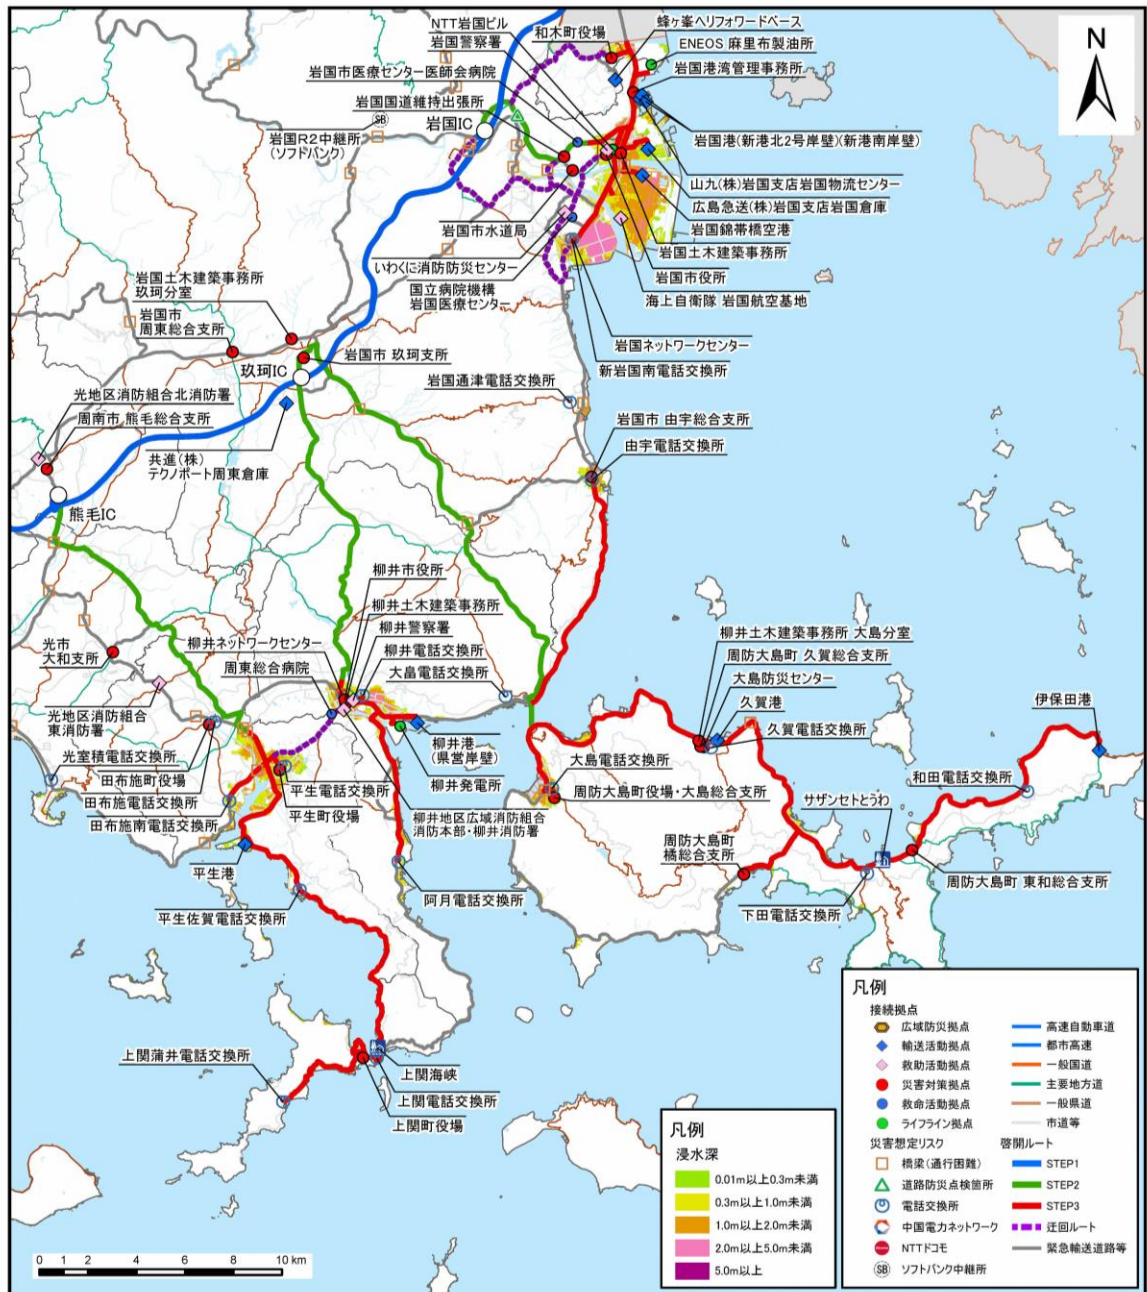 NTT岩国ビル
岩国警察署
和木町役場
蜂ヶ峯ヘリフォワードベース
ENEOS 麻里布製油所
岩国港湾管理事務所
N
岩国市医療センター医師会病院
岩国国道維持出張所
岩国IC
SB
岩国R2中継所
(ソフトバンク)
岩国港(新港北2号岸壁)(新港南岸壁)
山九(株)岩国支店岩国物流センター
広島急送(株)岩国支店岩国倉庫
岩国錦帯橋空港
岩国土木建築事務所
岩国市役所
海上自衛隊 岩国航空基地
岩国市水道局
いわくに消防防災センター
国立病院機構
岩国医療センター
岩国ネットワークセンター
新岩国南電話交換所
岩国土木建築事務所
玖珂分室
岩国市
周東総合支所
岩国市 玖珂支所
玖珂IC
岩国通津電話交換所
光地区消防組合北消防署
周南市 熊毛総合支所
共進(株)
テクノポート周東倉庫
熊毛IC
岩国市 由宇総合支所
由宇電話交換所
柳井市役所
柳井土木建築事務所
柳井警察署
柳井ネットワークセンター
柳井電話交換所
周東総合病院
大畠電話交換所
光市
大和支所
光地区消防組合
東消防署
光室積電話交換所
田布施町役場
田布施電話交換所
田布施南電話交換所
平生電話交換所
平生町役場
柳井港
(県営岸壁)
柳井発電所
柳井地区広域消防組合
消防本部・柳井消防署
平生港
平生佐賀電話交換所
阿月電話交換所
柳井土木建築事務所 大島分室
周防大島町 久賀総合支所
大島防災センター
久賀港
久賀電話交換所
伊保田港
大島電話交換所
周防大島町役場・大島総合支所
和田電話交換所
サザンセトとうわ
周防大島町
橘総合支所
周防大島町 東和総合支所
下田電話交換所
上関蒲井電話交換所
上関海峡
上関電話交換所
上関町役場
0 1 2 4 6 8 10 km
凡例
浸水深
0.01m以上0.3m未満
0.3m以上1.0m未満
1.0m以上2.0m未満
2.0m以上5.0m未満
5.0m以上
凡例
接続拠点
広域防災拠点
輸送活動拠点
救助活動拠点
災害対策拠点
救命活動拠点
ライフライン拠点
災害想定リスク
橋梁(通行困難)
道路防災点検箇所
電話交換所
中国電力ネットワーク
NTTドコモ
SB ソフトバンク中継所
高速自動車道
都市高速
一般国道
主要地方道
一般県道
市道等
啓開ルート
STEP1
STEP2
STEP3
迂回ルート
緊急輸送道路等